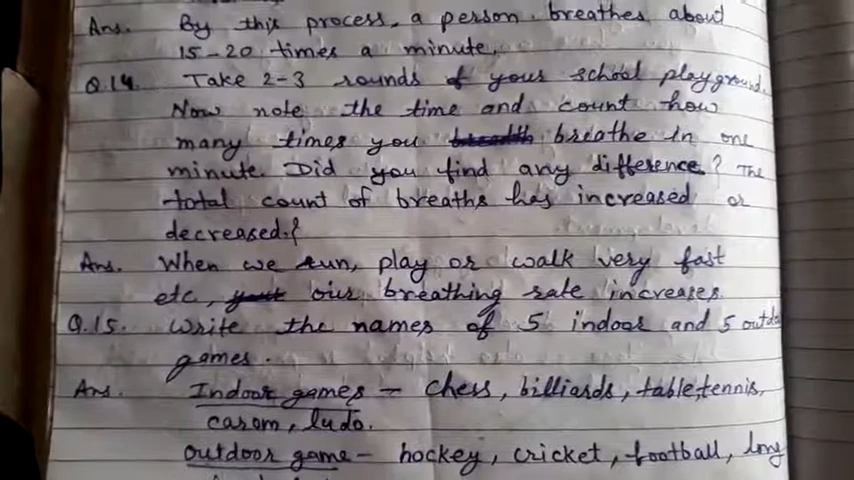 Ans. By this process, a person breathes about
15-20 times a minute.
Q.14 Take 2-3 rounds of your school playground.
Now note the time and count how
many times you breathe in one
minute. Did you find any difference? The
total count of breaths has increased or
decreased?
Ans. When we run, play or walk very fast
etc, our breathing rate increases.
Q.15. Write the names of 5 indoor and 5 outdo
games.
Ans. Indoor games - chess, billiards, table tennis,
carom, ludo.
outdoor game - hockey, cricket, football, long